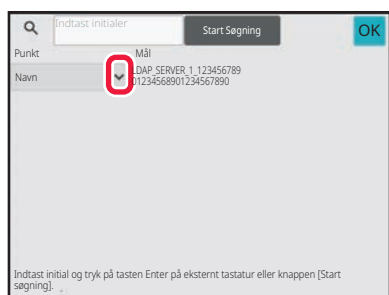 Indtast initialer
Start Søgning
OK
Punkt
Mål
Navn
LDAP_SERVER_1_123456789
01234568901234567890
Indtast initial og tryk på tasten Enter på eksternt tastatur eller knappen [Start
søgning].